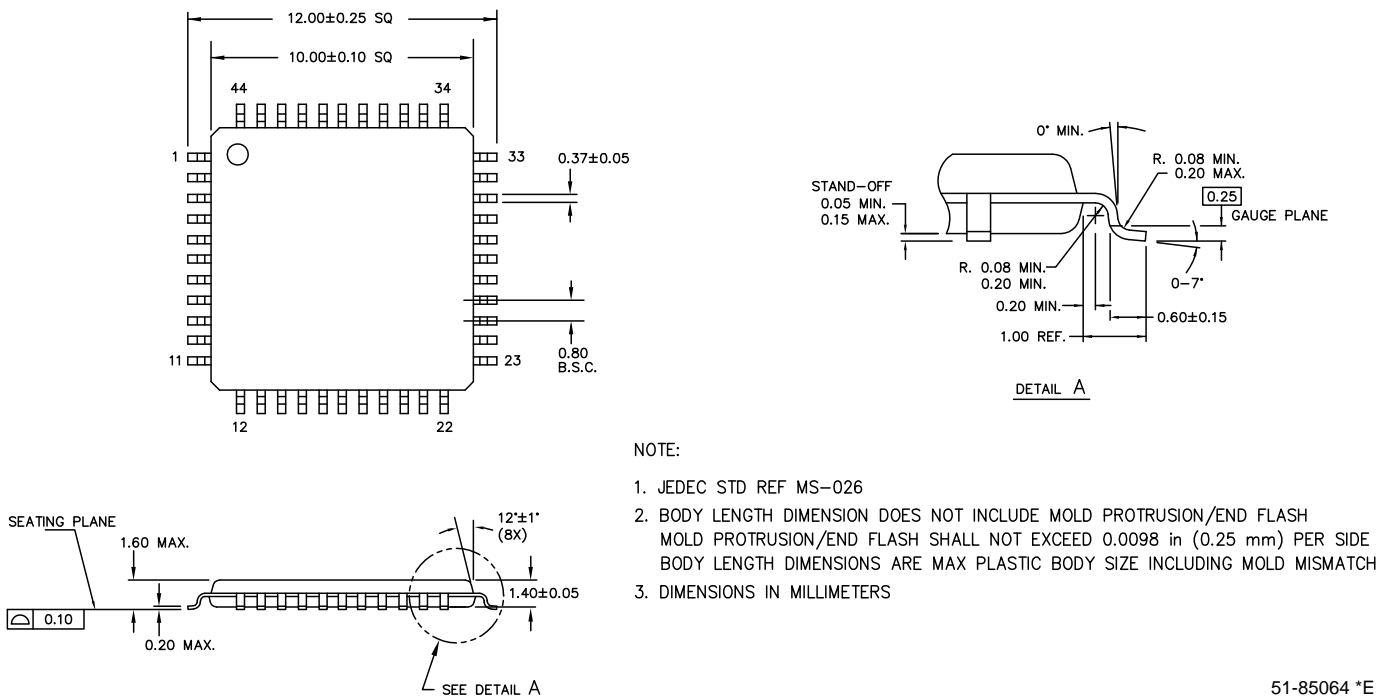 12.00±0.25 SQ
10.00±0.10 SQ
44
34
1
33
0.37±0.05
11
23
0.80
B.S.C.
12
22
0° MIN.
R. 0.08 MIN.
0.20 MAX.
STAND-OFF
0.05 MIN.
0.15 MAX.
0.25
GAUGE PLANE
R. 0.08 MIN.
0.20 MIN.
0-7°
0.20 MIN.
0.60±0.15
1.00 REF.
DETAIL A
NOTE:
1. JEDEC STD REF MS-026
2. BODY LENGTH DIMENSION DOES NOT INCLUDE MOLD PROTRUSION/END FLASH
MOLD PROTRUSION/END FLASH SHALL NOT EXCEED 0.0098 in (0.25 mm) PER SIDE
BODY LENGTH DIMENSIONS ARE MAX PLASTIC BODY SIZE INCLUDING MOLD MISMATCH
3. DIMENSIONS IN MILLIMETERS
SEATING PLANE
1.60 MAX.
12°±1°
(8X)
1.40±0.05
0.10
0.20 MAX.
SEE DETAIL A
51-85064 *E